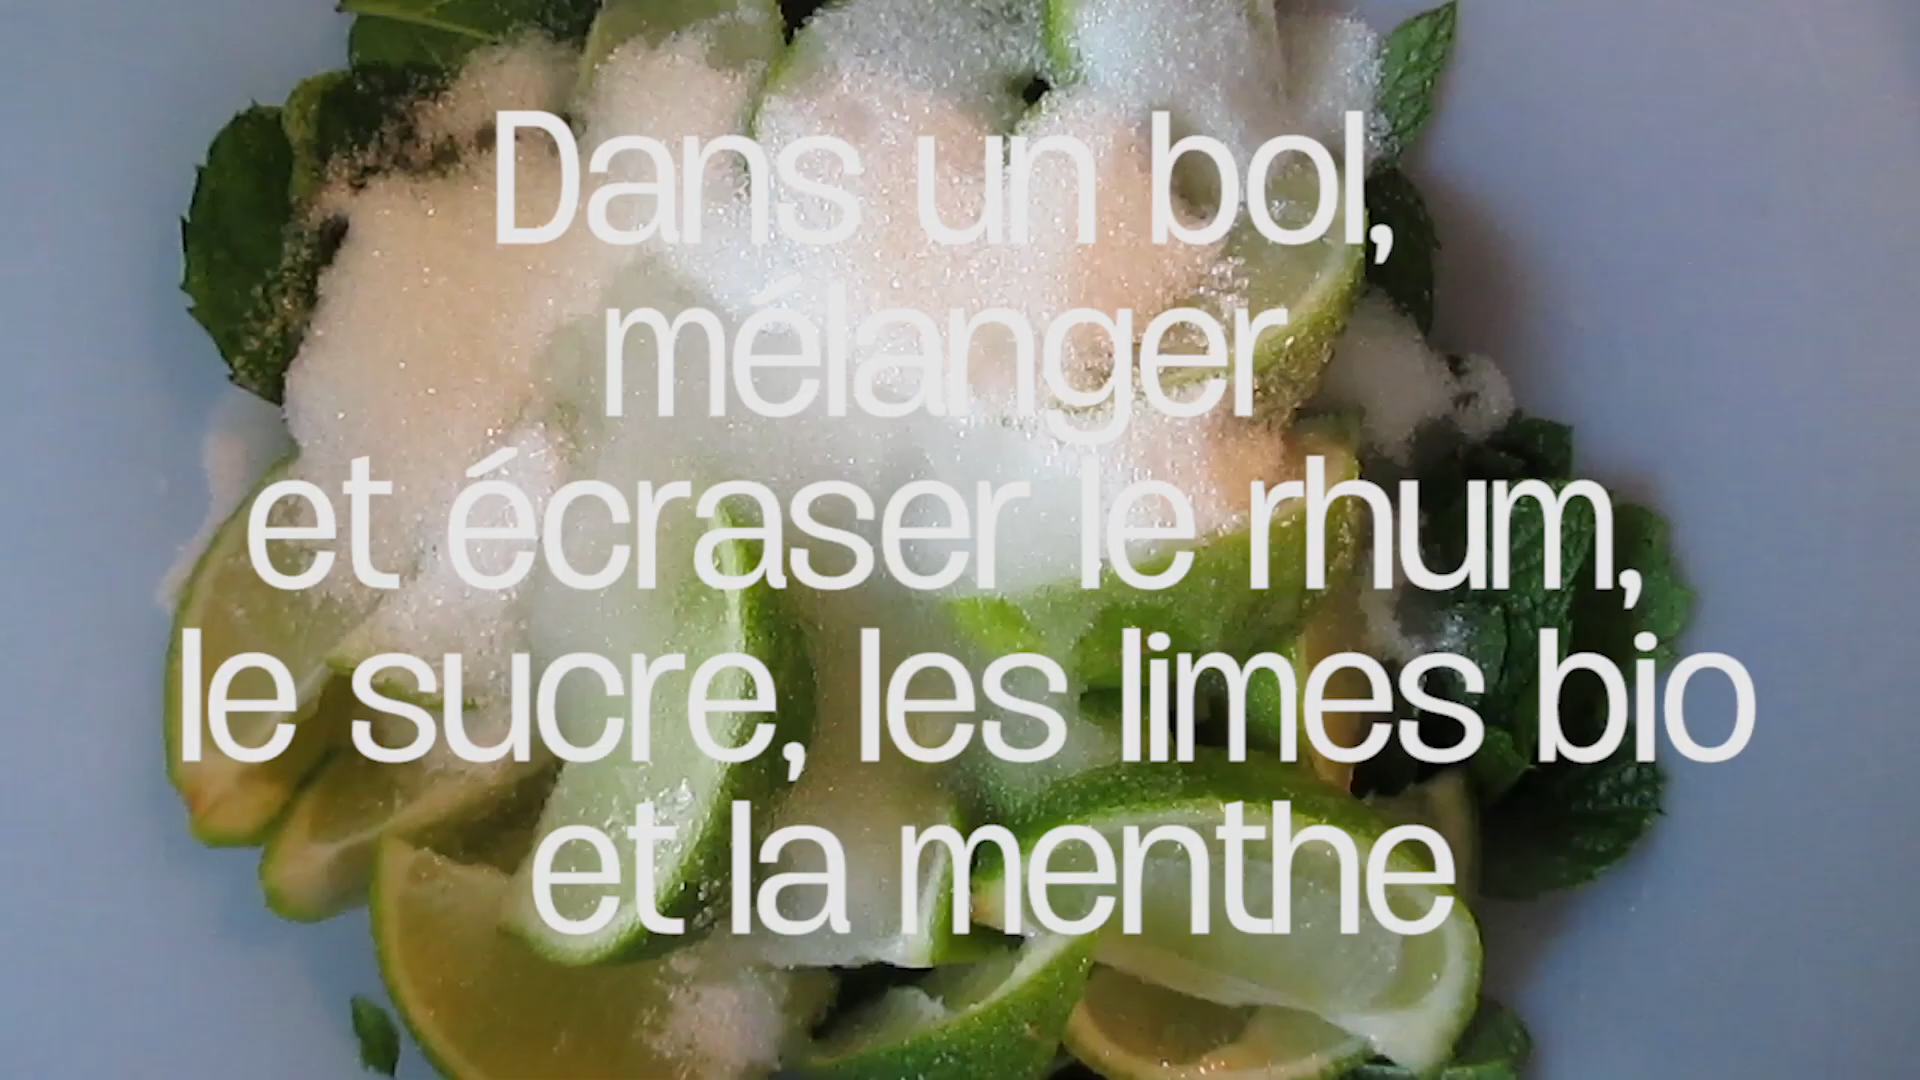 Dans un bol,
mélanger
et écraser le rhum,
le sucre, les limes bio
et la menthe